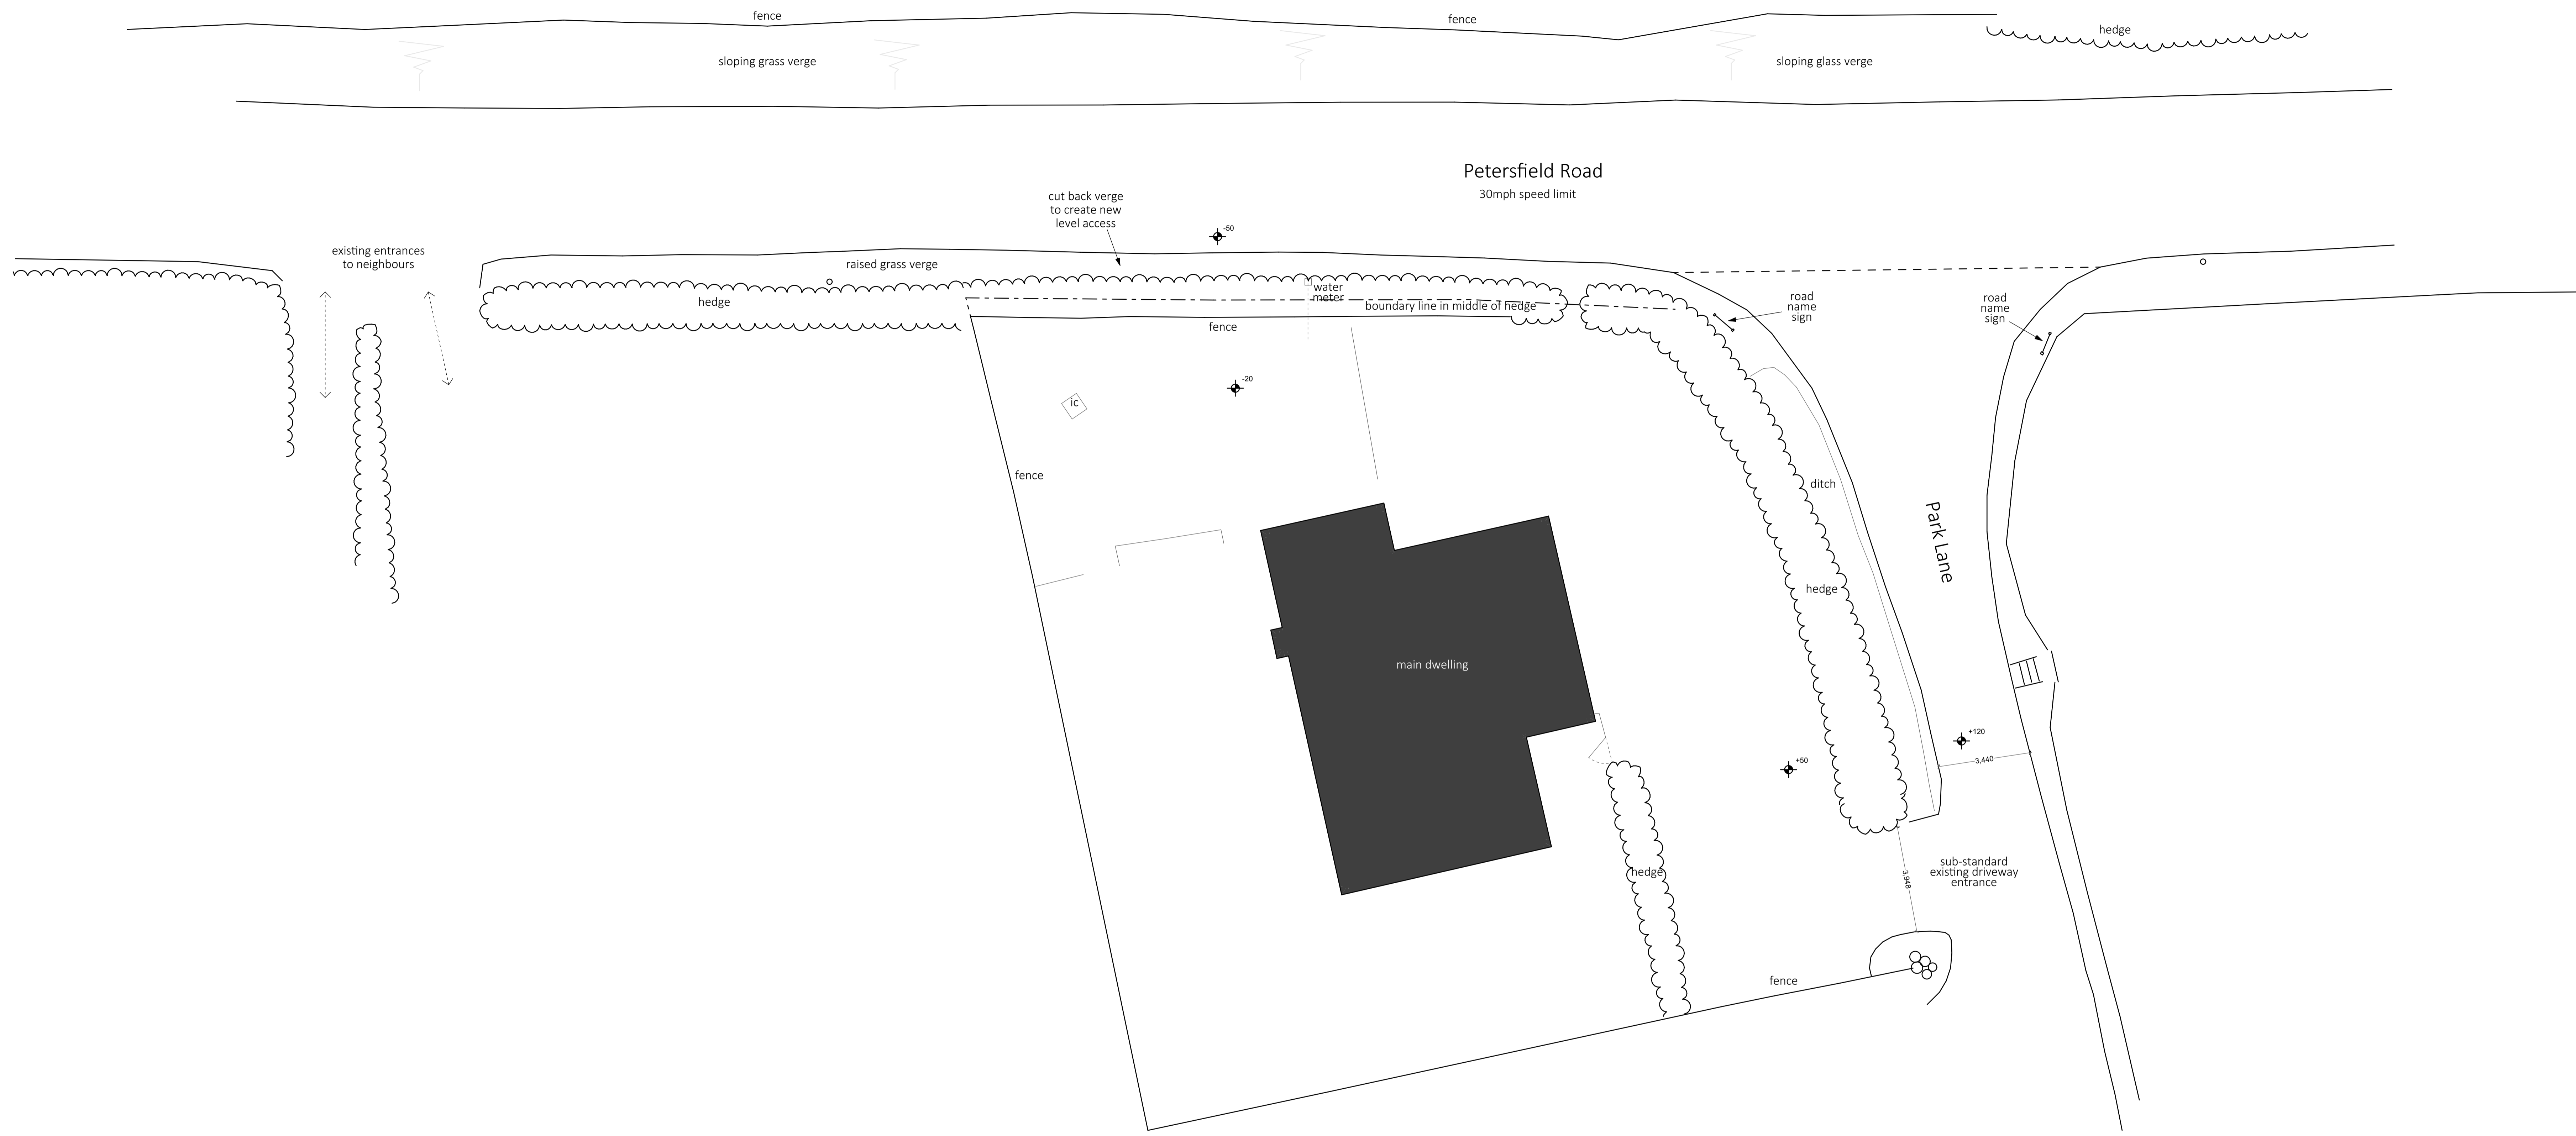 fence
fence
hedge
sloping grass verge
sloping glass verge
Petersfield Road
30mph speed limit
cut back verge
to create new
level access
-50
existing entrances
to neighbours
raised grass verge
hedge
water
meter
boundary line in middle of hedge
fence
road
name
sign
road
name
sign
-20
ic
fence
ditch
Park Lane
hedge
main dwelling
+120
+50
3,440
sub-standard
existing driveway
entrance
3,948
hedge
fence